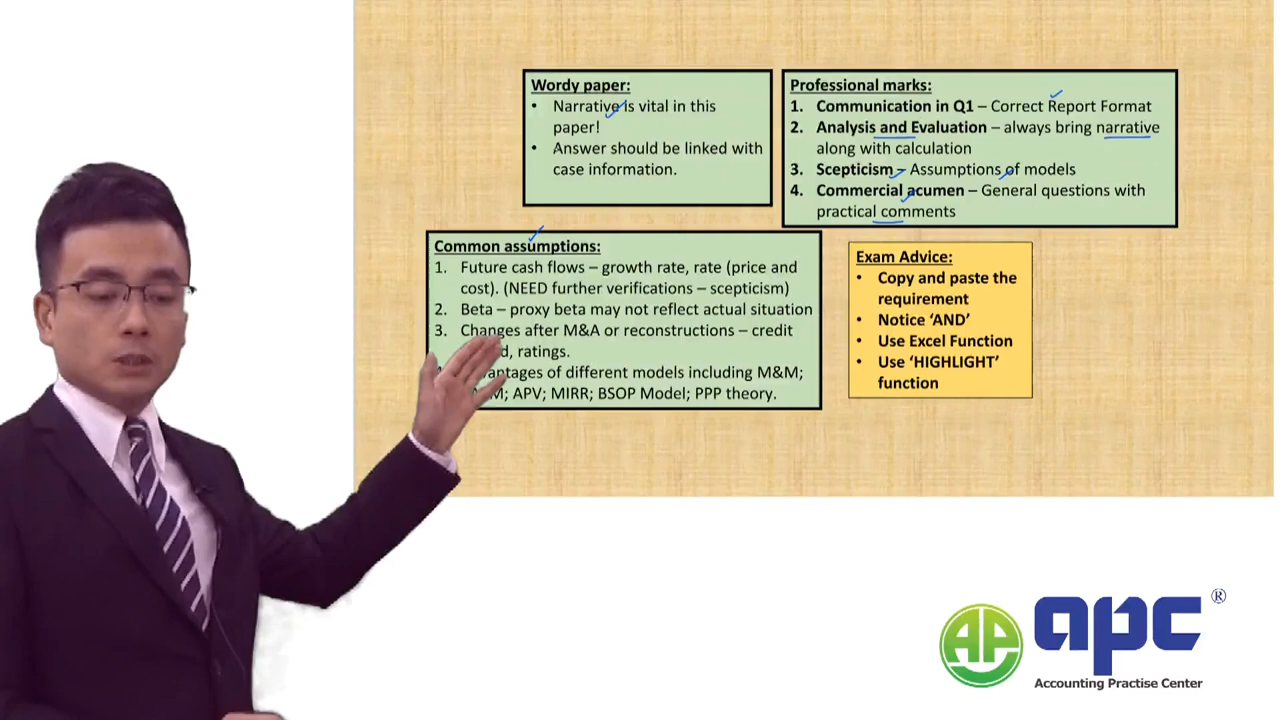 Wordy paper:
• Narrative is vital in this
paper!
• Answer should be linked with
case information.
Professional marks:
1. Communication in Q1 – Correct Report Format
2. Analysis and Evaluation – always bring narrative
along with calculation
3. Scepticism – Assumptions of models
4. Commercial acumen – General questions with
practical comments
Common assumptions:
1. Future cash flows – growth rate, rate (price and
cost). (NEED further verifications – scepticism)
2. Beta – proxy beta may not reflect actual situation
3. Changes after M&A or reconstructions – credit
ratings.
of different models including M&M;
APV; MIRR; BSOP Model; PPP theory.
Exam Advice:
• Copy and paste the
requirement
• Notice ‘AND’
• Use Excel Function
• Use ‘HIGHLIGHT’
function
AP
apc ®
Accounting Practise Center